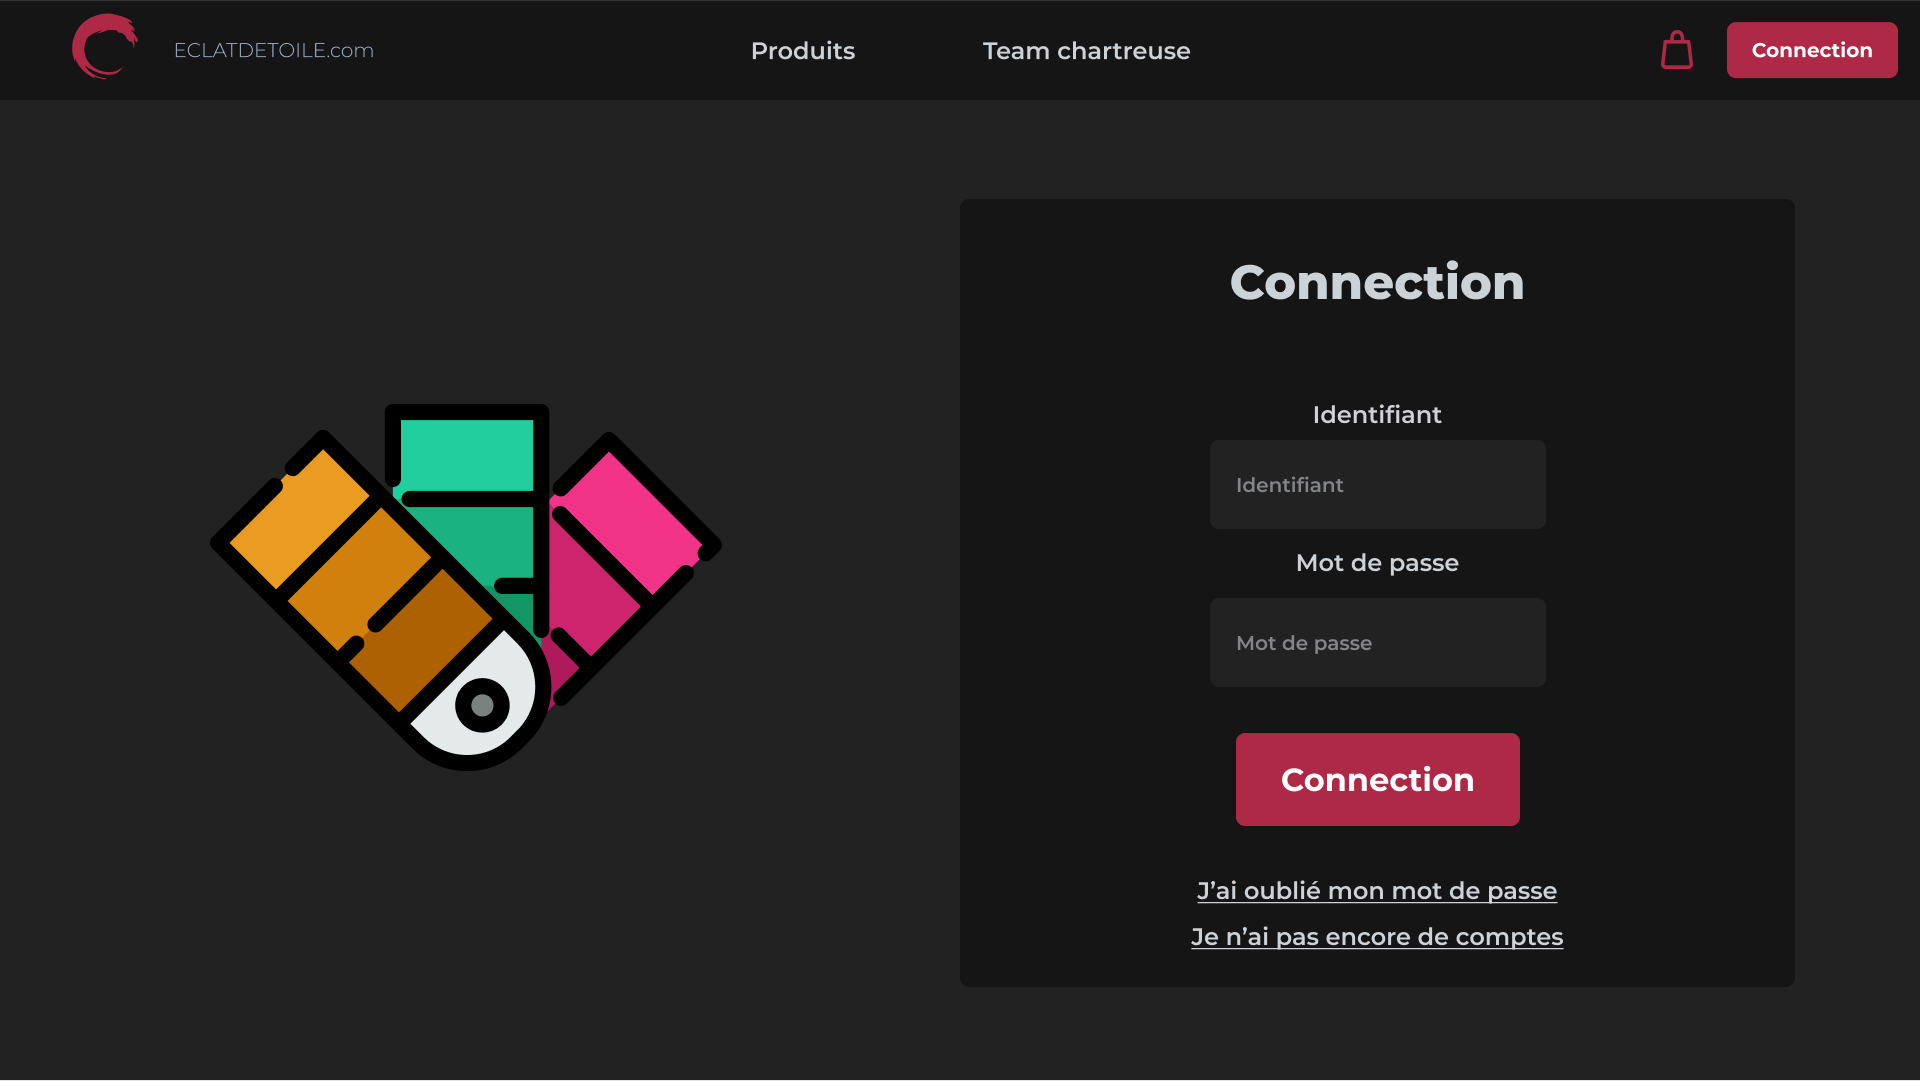 ECLATDETOILE.com
Produits
Team chartreuse
Connection
Connection
Identifiant
Identifiant
Mot de passe
Mot de passe
Connection
J’ai oublié mon mot de passe
Je n’ai pas encore de comptes